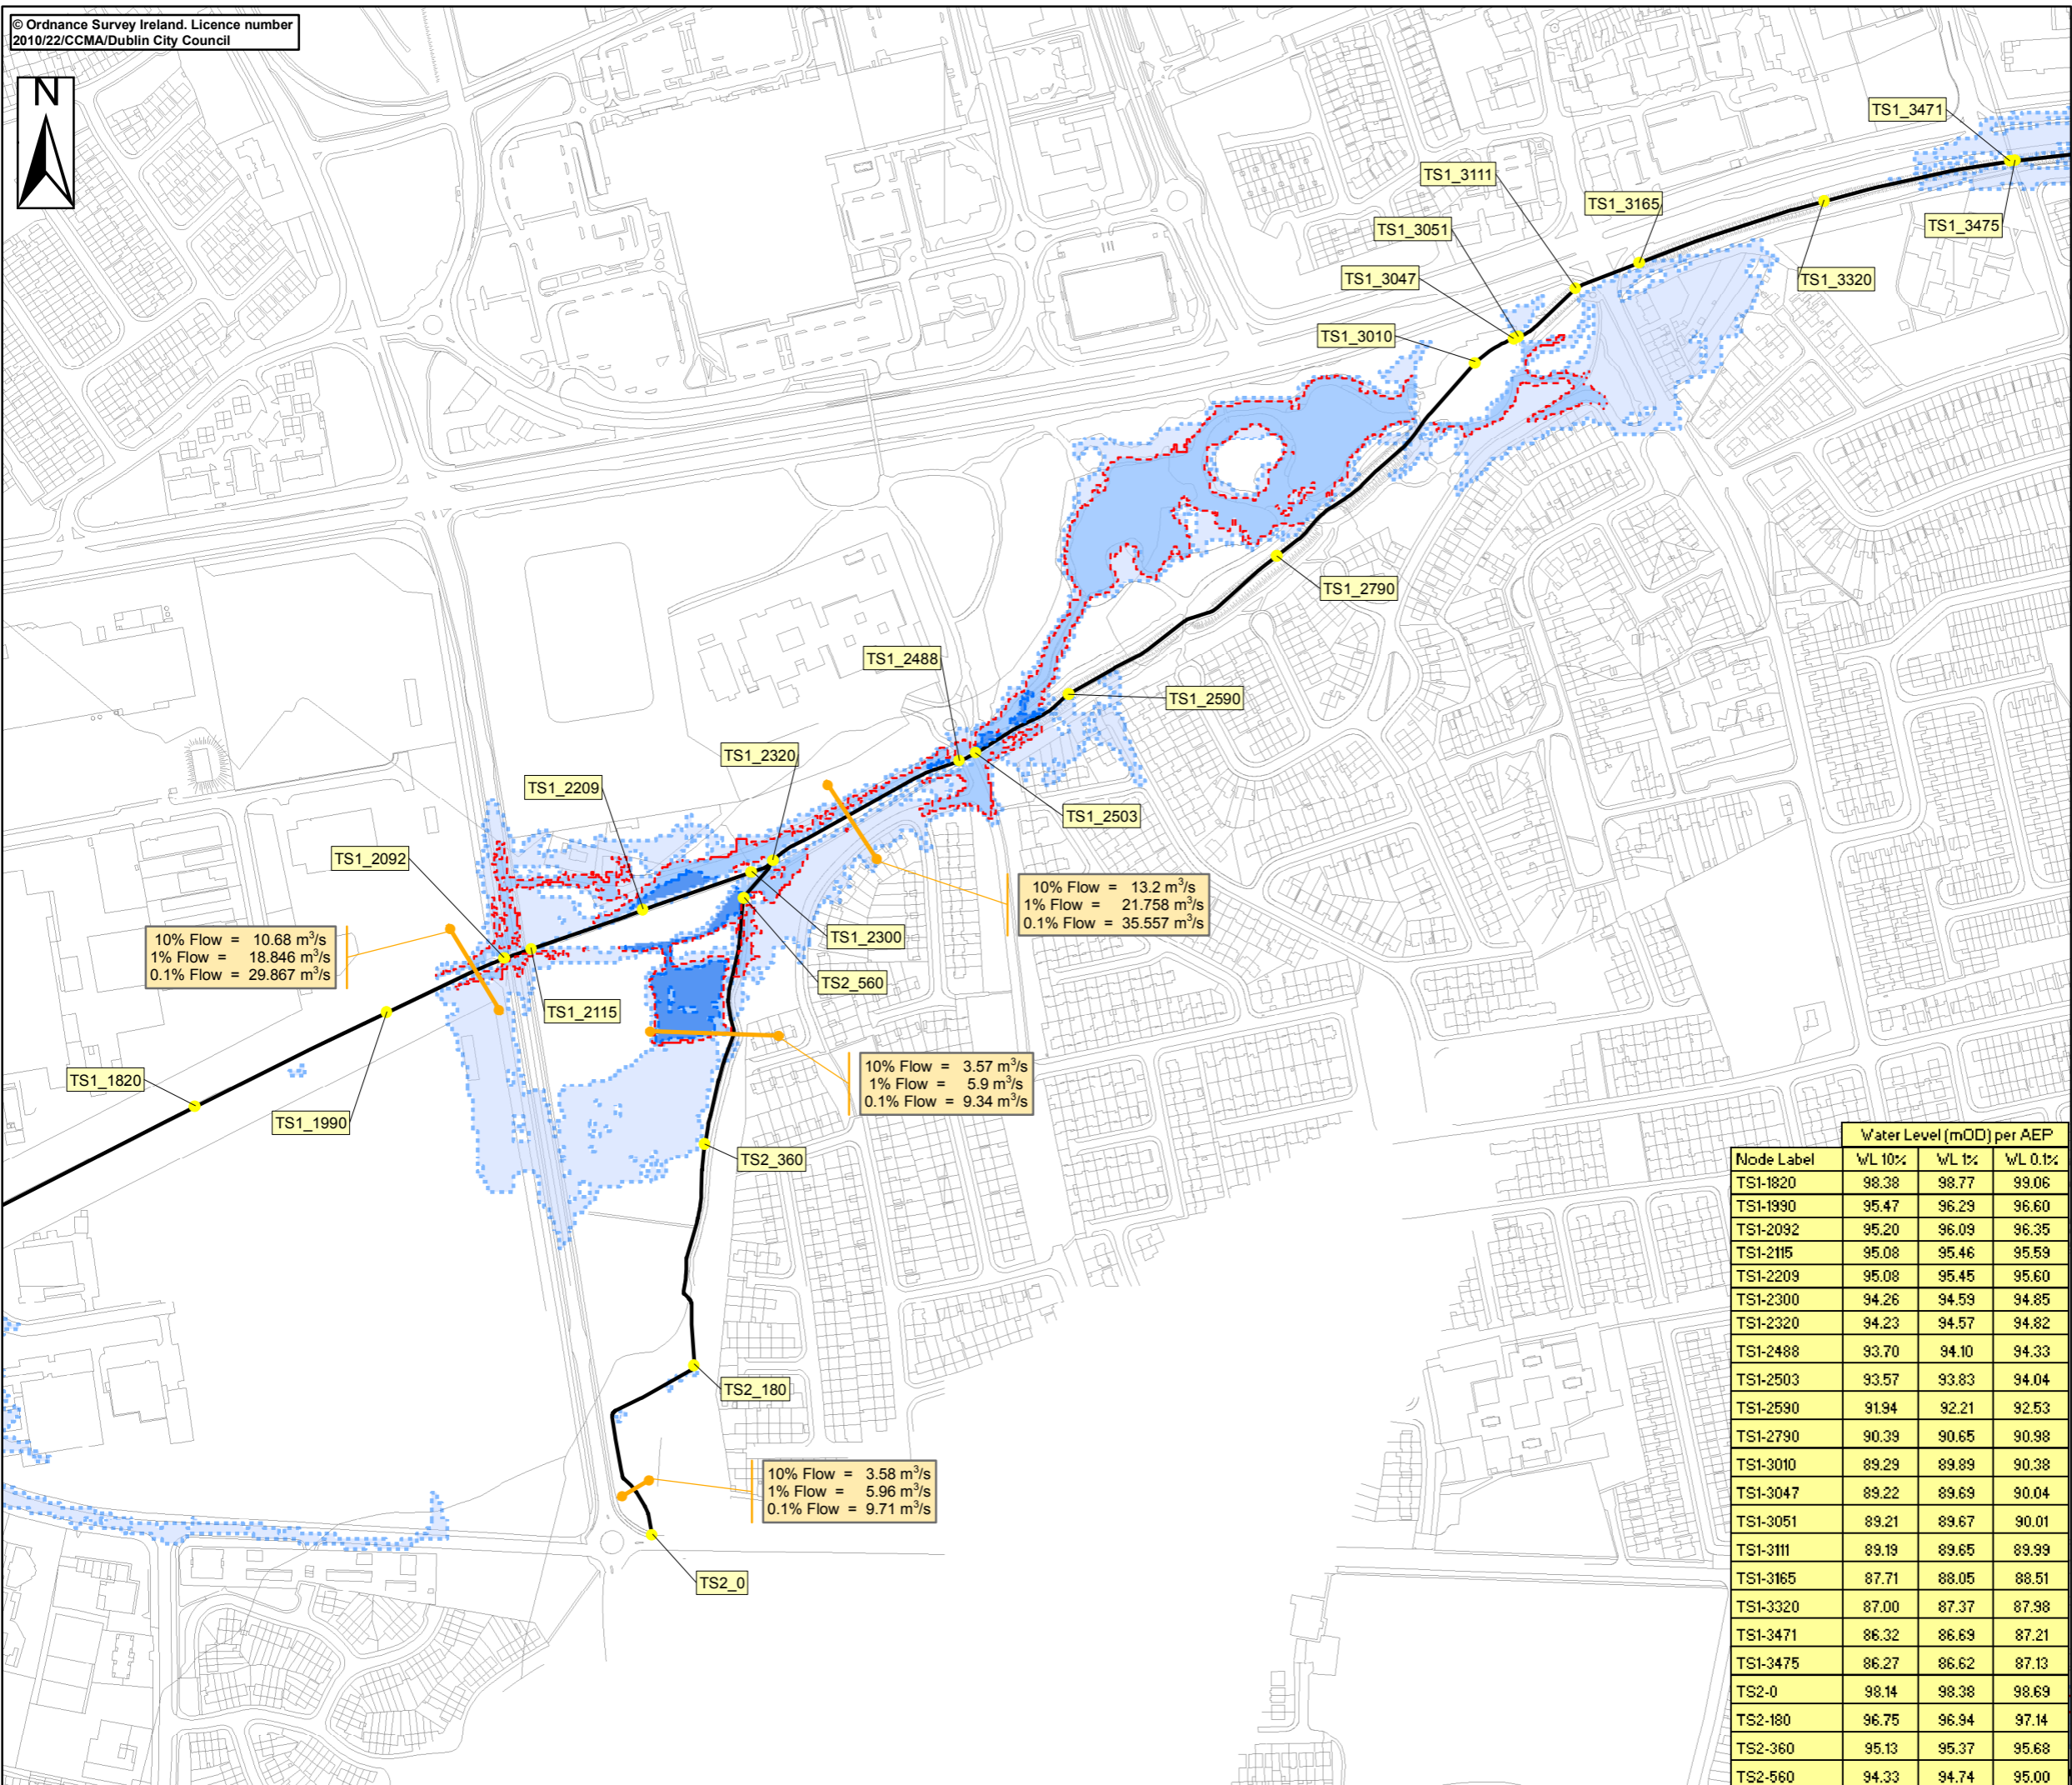 © Ordnance Survey Ireland. Licence number
2010/22/CCMA/Dublin City Council
N
TS1_3471
TS1_3111
TS1_3165
TS1_3051
TS1_3475
TS1_3047
TS1_3320
TS1_3010
TS1_2790
TS1_2488
TS1_2590
TS1_2320
TS1_2209
TS1_2503
TS1_2092
10% Flow = 13.2 m³/s
1% Flow = 21.758 m³/s
0.1% Flow = 35.557 m³/s
TS1_2300
10% Flow = 10.68 m³/s
1% Flow = 18.846 m³/s
0.1% Flow = 29.867 m³/s
TS2_560
TS1_2115
10% Flow = 3.57 m³/s
1% Flow = 5.9 m³/s
0.1% Flow = 9.34 m³/s
TS1_1820
TS1_1990
TS2_360
TS2_180
10% Flow = 3.58 m³/s
1% Flow = 5.96 m³/s
0.1% Flow = 9.71 m³/s
TS2_0
Water Level (mOD) per AEP
Node Label WL 10% WL 1% WL 0.1%
TS1-1820 98.38 98.77 99.06
TS1-1990 95.47 96.29 96.60
TS1-2092 95.20 96.09 96.35
TS1-2115 95.08 95.46 95.59
TS1-2209 95.08 95.45 95.60
TS1-2300 94.26 94.59 94.85
TS1-2320 94.23 94.57 94.82
TS1-2488 93.70 94.10 94.33
TS1-2503 93.57 93.83 94.04
TS1-2590 91.94 92.21 92.53
TS1-2790 90.39 90.65 90.98
TS1-3010 89.29 89.89 90.38
TS1-3047 89.22 89.69 90.04
TS1-3051 89.21 89.67 90.01
TS1-3111 89.19 89.65 89.99
TS1-3165 87.71 88.05 88.51
TS1-3320 87.00 87.37 87.98
TS1-3471 86.32 86.69 87.21
TS1-3475 86.27 86.62 87.13
TS2-0 98.14 98.38 98.69
TS2-180 96.75 96.94 97.14
TS2-360 95.13 95.37 95.68
TS2-560 94.33 94.74 95.00